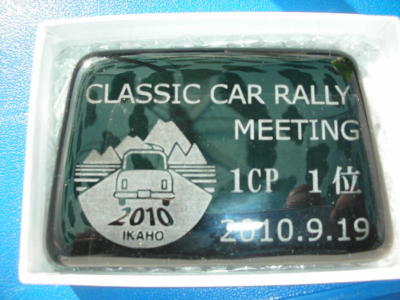 CLASSIC CAR RALLY
MEETING
1CP 1位
2010
IKAHO
2010.9.19